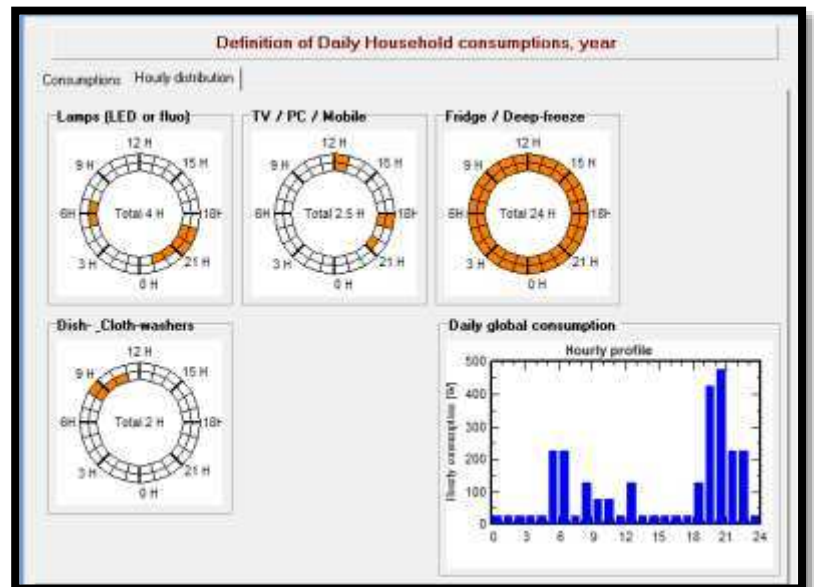 Definition of Daily Household consumptions, year
Consumptions Hourly distribution
Lamps (LED or fluo)
12 H
9 H 15 H
6H Total 4 H 18H
3 H 21 H
0 H
TV / PC / Mobile
12 H
9 H 15 H
6H Total 2.5 H 18H
3 H 21 H
0 H
Fridge / Deep-freeze
12 H
9 H 15 H
6H Total 24 H 18H
3 H 21 H
0 H
Dish- _Cloth-washers
12 H
9 H 15 H
6H Total 2 H 18H
3 H 21 H
0 H
Daily global consumption
Hourly profile
Hourly consumption [W]
500
400
300
200
100
0
0 3 6 9 12 15 18 21 24